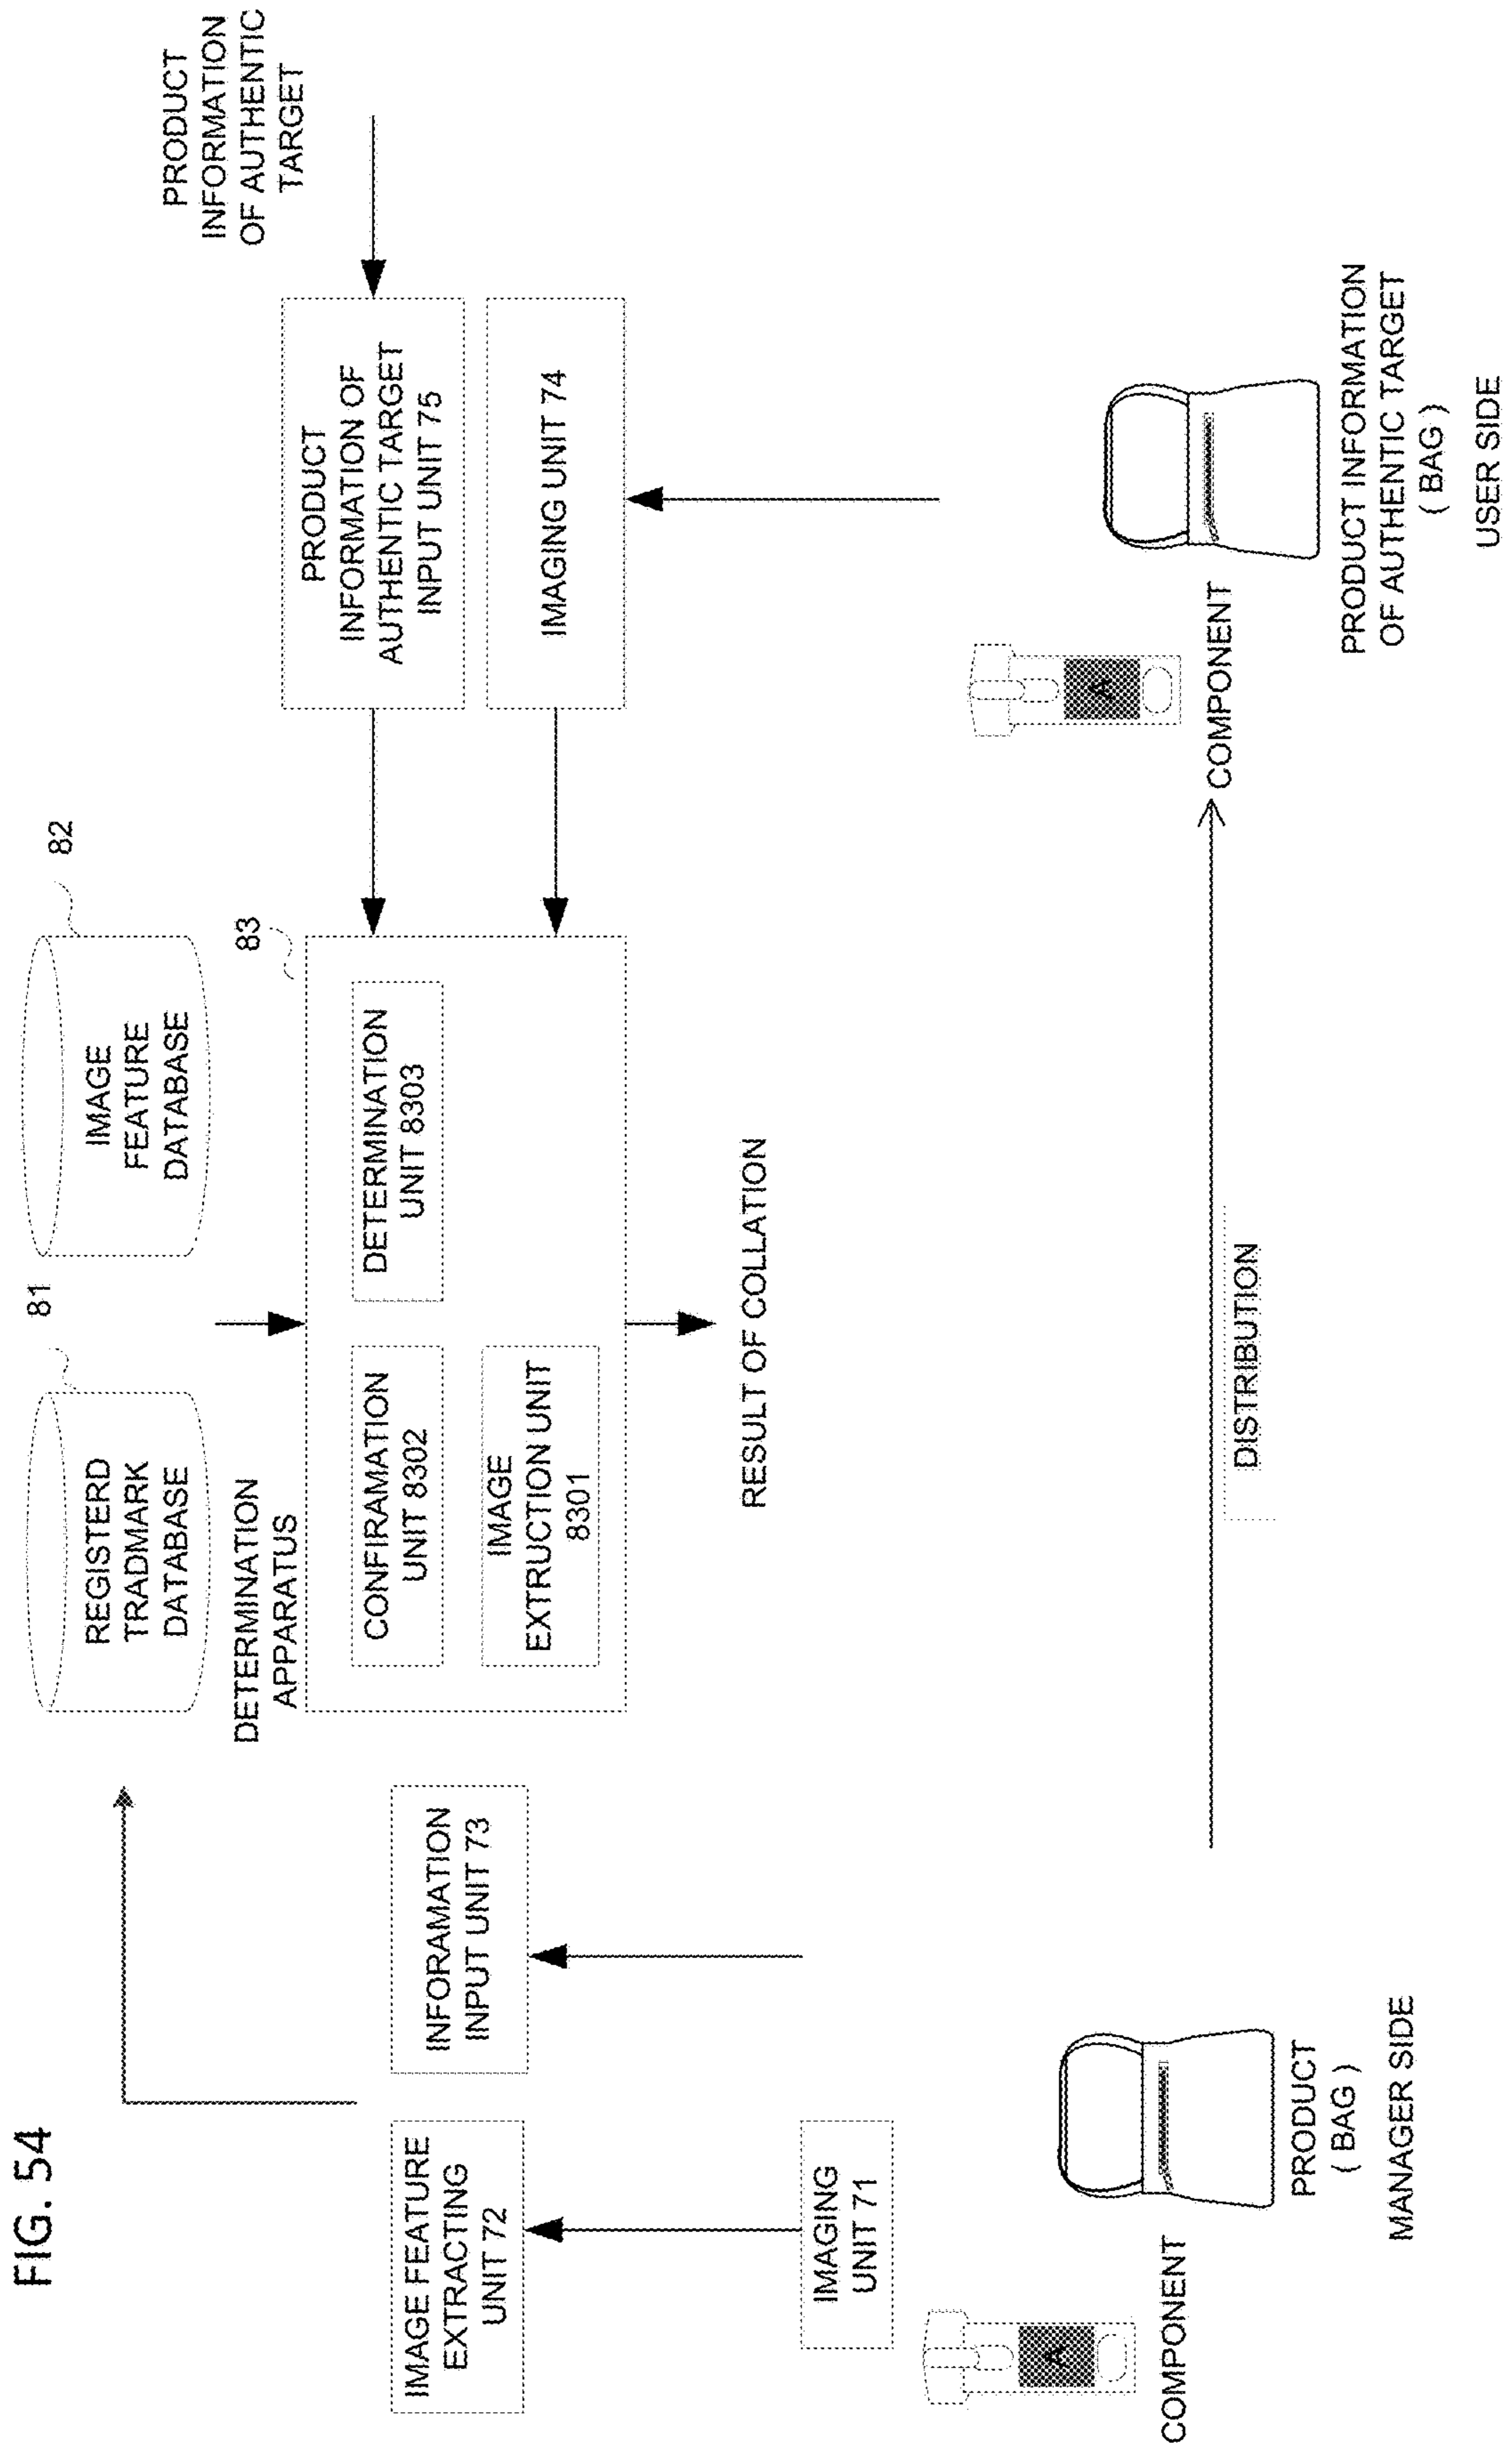 FIG. 54
REGISTERD
TRADMARK
DATABASE
81
IMAGE
FEATURE
DATABASE
82
DETERMINATION
APPARATUS
83
CONFIRAMATION
UNIT 8302
DETERMINATION
UNIT 8303
IMAGE
EXTRUCTION UNIT
8301
RESULT OF COLLATION
PRODUCT
INFORMATION
OF AUTHENTIC
TARGET
PRODUCT
INFORMATION OF
AUTHENTIC TARGET
INPUT UNIT 75
IMAGING UNIT 74
IMAGE FEATURE
EXTRACTING
UNIT 72
INFORAMATION
INPUT UNIT 73
IMAGING
UNIT 71
A
COMPONENT
PRODUCT
( BAG )
MANAGER SIDE
DISTRIBUTION
A
COMPONENT
PRODUCT INFORMATION
OF AUTHENTIC TARGET
( BAG )
USER SIDE